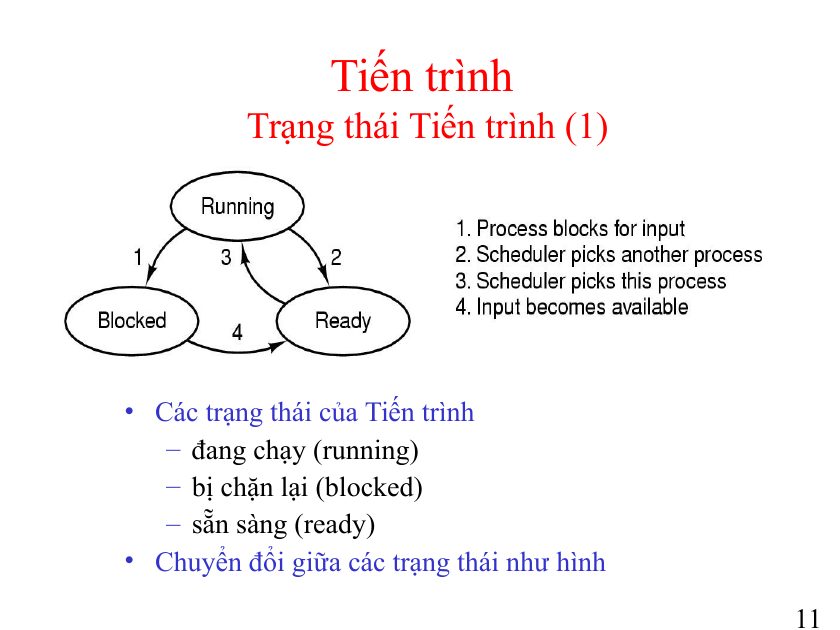 Tiến trình
Trạng thái Tiến trình (1)
Running
1
3
2
Blocked
Ready
4
1. Process blocks for input
2. Scheduler picks another process
3. Scheduler picks this process
4. Input becomes available
• Các trạng thái của Tiến trình
– đang chạy (running)
– bị chặn lại (blocked)
– sẵn sàng (ready)
• Chuyển đổi giữa các trạng thái như hình
11